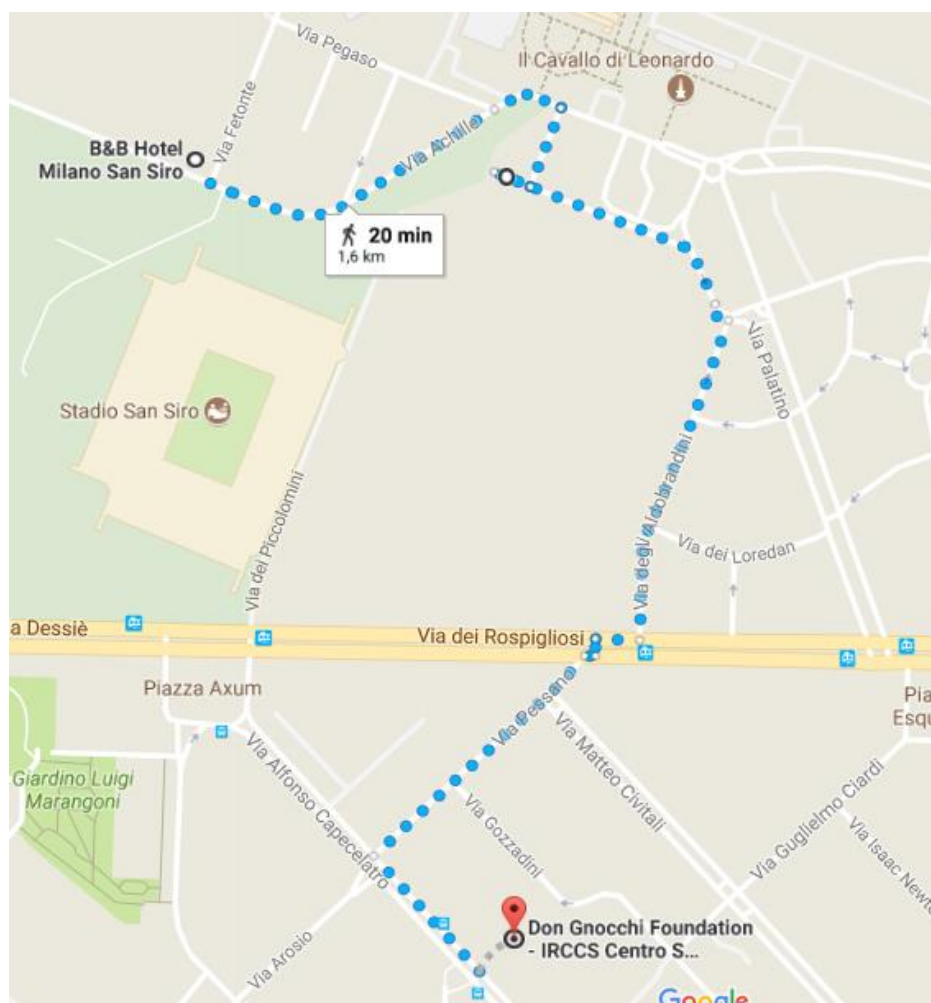 Via Pegaso
Il Cavallo di Leonardo
Via Fetonte
Via Achille
B&B Hotel
Milano San Siro
20 min
1,6 km
Via Palatino
Stadio San Siro
Via dei Piccolomini
Via degli Aldobrandini
Via dei Loredan
a Dessiè
Via dei Rospigliosi
Piazza Axum
Pia
Esqu
Via Pessano
Via Matteo Civitali
Giardino Luigi
Marangoni
Via Alfonso Capecelatro
Via Gozzadini
Via Guglielmo Ciardi
Via Isaac Newto
Don Gnocchi Foundation
- IRCCS Centro S...
Via Arosio
Google